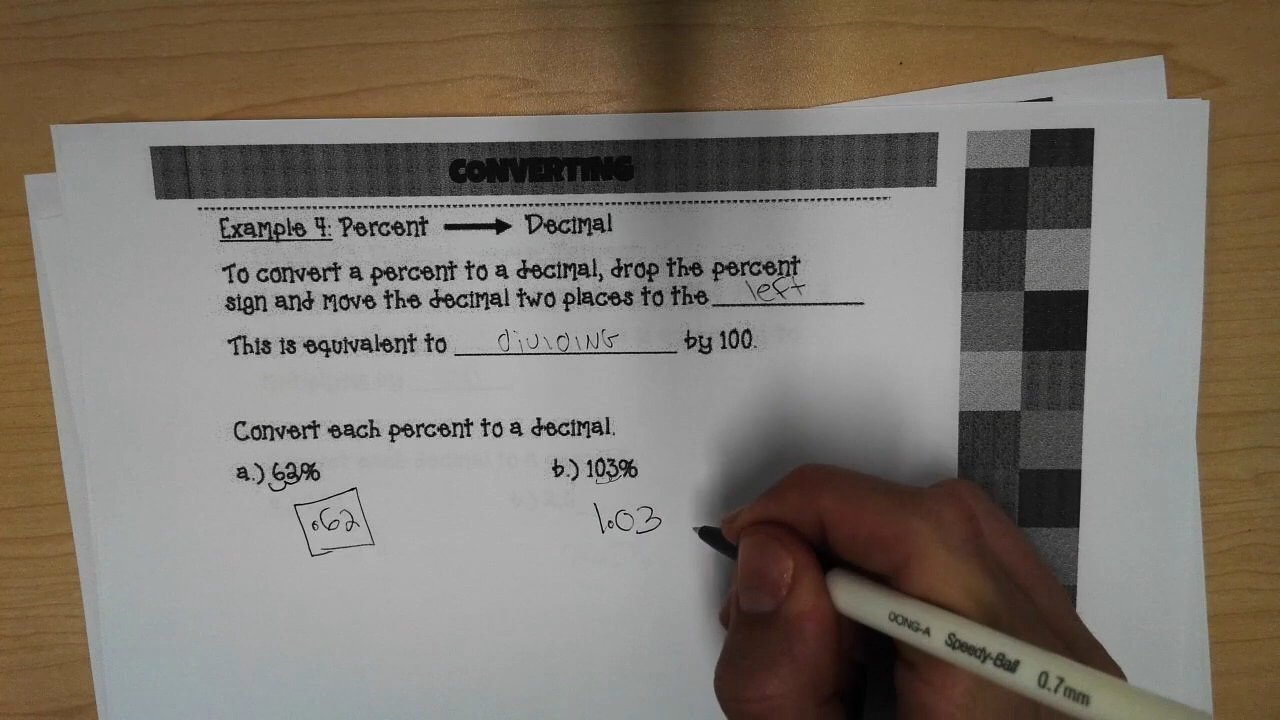 CONVERTING
Example 4: Percent → Decimal
To convert a percent to a decimal, drop the percent
sign and move the decimal two places to the left
This is equivalent to dividing by 100.
Convert each percent to a decimal.
a.) 62% b.) 103%
.62 1.03
DONG-A Speedy-Ball 0.7mm